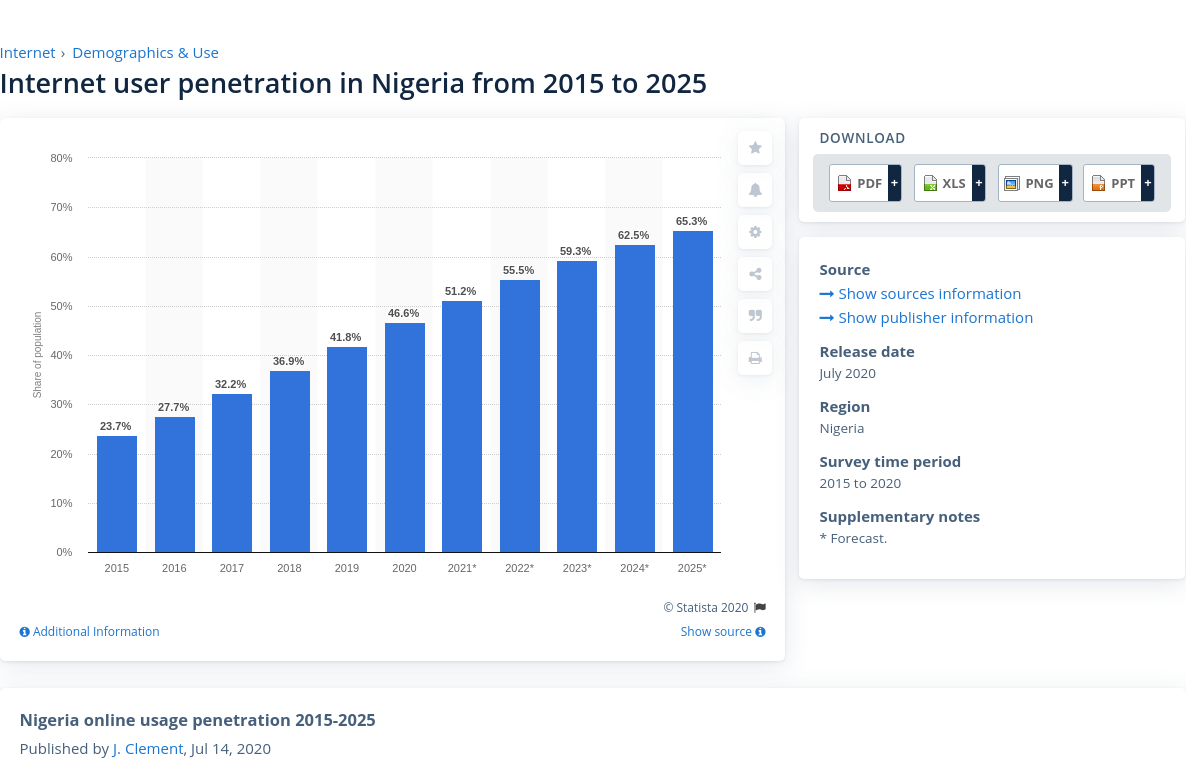 Internet › Demographics & Use
Internet user penetration in Nigeria from 2015 to 2025
Share of population
80%
70%
60%
50%
40%
30%
20%
10%
0%
23.7%
27.7%
32.2%
36.9%
41.8%
46.6%
51.2%
55.5%
59.3%
62.5%
65.3%
2015 2016 2017 2018 2019 2020 2021* 2022* 2023* 2024* 2025*
© Statista 2020
Additional Information
Show source
DOWNLOAD
PDF + XLS + PNG + PPT +
Source
Show sources information
Show publisher information
Release date
July 2020
Region
Nigeria
Survey time period
2015 to 2020
Supplementary notes
* Forecast.
Nigeria online usage penetration 2015-2025
Published by J. Clement, Jul 14, 2020